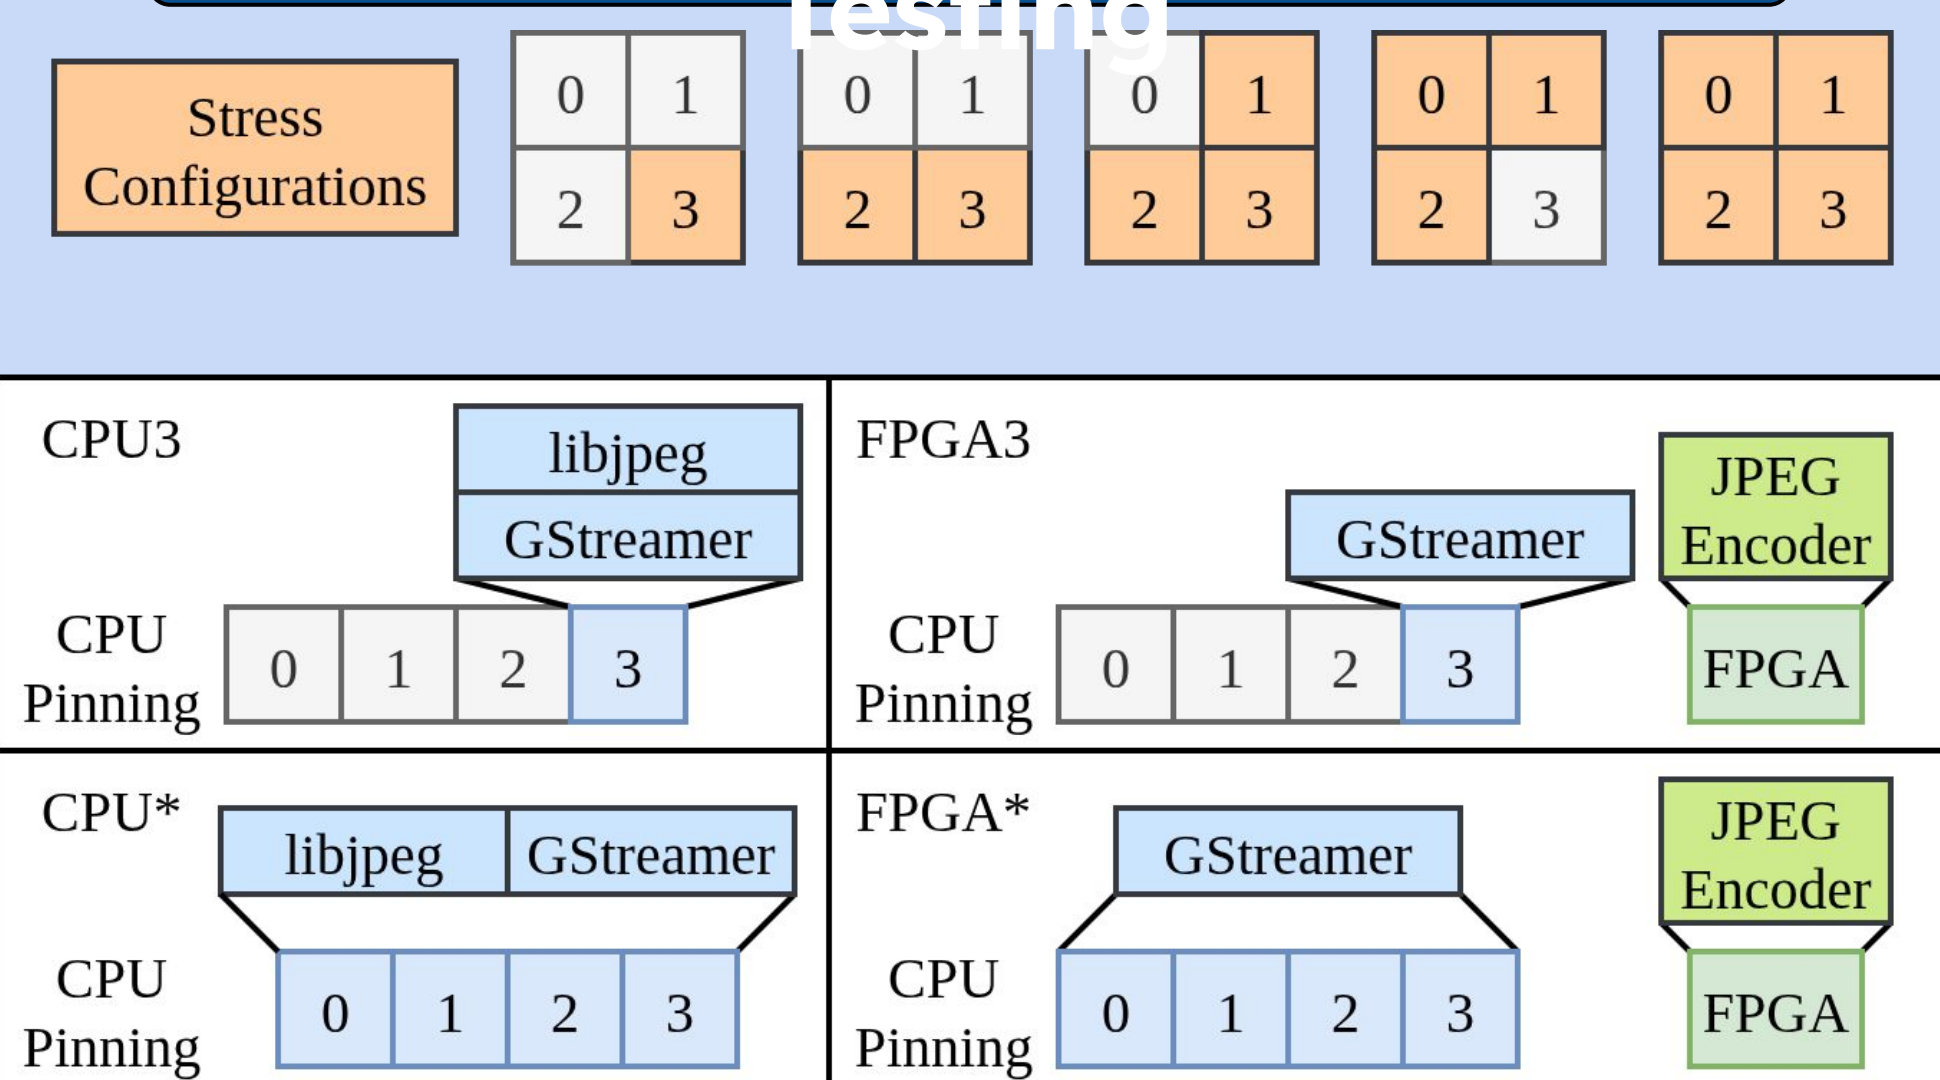 Testing
Stress
Configurations
0 1
2 3
0 1
2 3
0 1
2 3
0 1
2 3
0 1
2 3
CPU3
libjpeg
GStreamer
CPU
Pinning
0 1 2 3
FPGA3
GStreamer
JPEG
Encoder
CPU
Pinning
0 1 2 3
FPGA
CPU*
libjpeg GStreamer
CPU
Pinning
0 1 2 3
FPGA*
GStreamer
JPEG
Encoder
CPU
Pinning
0 1 2 3
FPGA